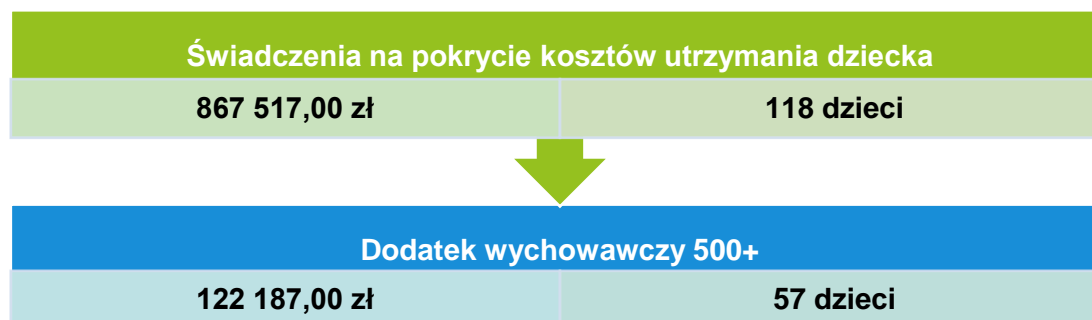 Świadczenia na pokrycie kosztów utrzymania dziecka
867 517,00 zł 118 dzieci
Dodatek wychowawczy 500+
122 187,00 zł 57 dzieci